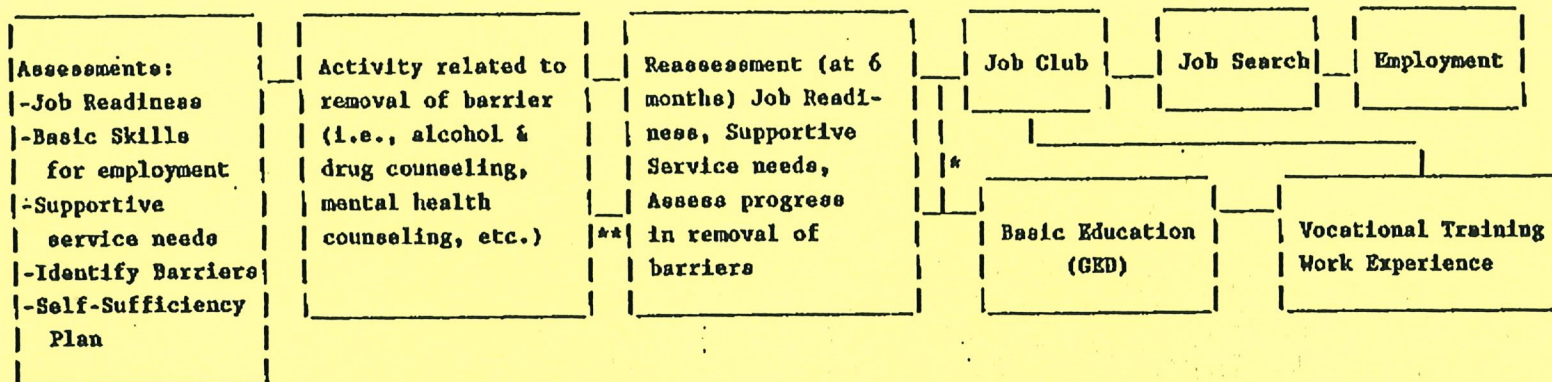 Assessments:
-Job Readiness
-Basic Skills
for employment
-Supportive
service needs
-Identify Barriers
-Self-Sufficiency
Plan
Activity related to
removal of barrier
(i.e., alcohol &
drug counseling,
mental health
counseling, etc.)
**
Reassessment (at 6
months) Job Readi-
ness, Supportive
Service needs,
Assess progress
in removal of
barriers
*
Job Club
Job Search
Employment
Basic Education
(GED)
Vocational Training
Work Experience